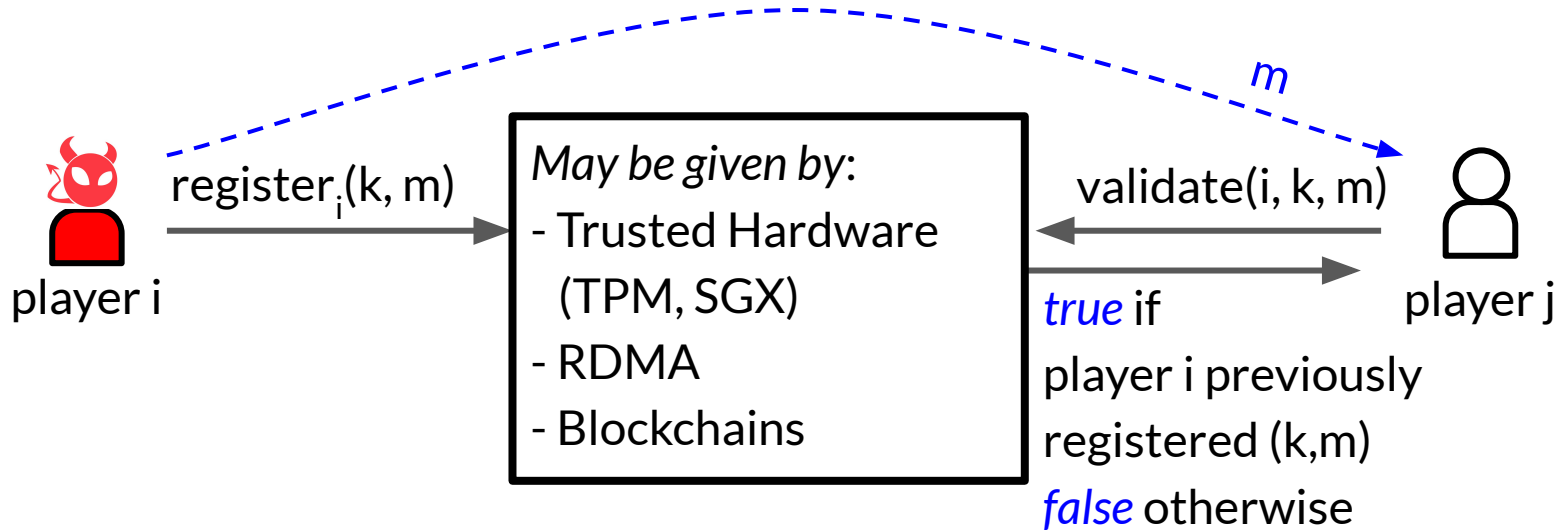 m
register_i(k, m)
player i
May be given by:
- Trusted Hardware
(TPM, SGX)
- RDMA
- Blockchains
validate(i, k, m)
true if
player i previously
registered (k,m)
false otherwise
player j